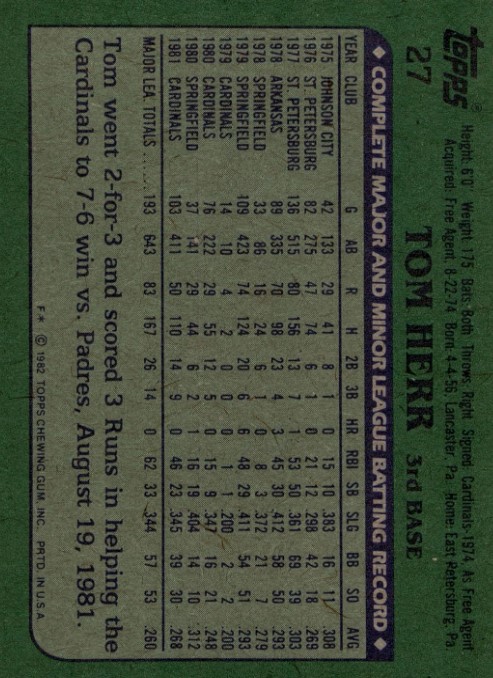 topps®
Height: 6'0" Weight: 175 Bats: Both Throws: Right Signed: Cardinals-1974 As Free Agent
Acquired: Free Agent, 8-22-74 Born: 4-4-56, Lancaster, Pa. Home: East Petersburg, Pa.
27 TOM HERR 3rd BASE
◆ COMPLETE MAJOR AND MINOR LEAGUE BATTING RECORD ◆
YEAR CLUB G AB R H 2B 3B HR RBI SB SLG BB SO AVG
1975 JOHNSON CITY 42 133 29 41 8 1 0 15 10 .383 16 11 .308
1976 ST. PETERSBURG 82 275 47 74 6 1 0 21 12 .298 42 18 .269
1977 ST. PETERSBURG 136 515 80 156 13 7 1 53 50 .361 69 39 .303
1978 ARKANSAS 89 335 70 98 23 4 3 45 30 .412 58 50 .293
1978 SPRINGFIELD 33 86 16 24 6 1 0 8 3 .372 21 7 .279
1979 SPRINGFIELD 109 423 74 124 20 6 6 48 29 .411 54 51 .293
1979 CARDINALS 14 10 4 2 0 0 0 1 1 .200 2 2 .200
1980 CARDINALS 76 222 29 55 12 5 0 15 9 .347 16 21 .248
1980 SPRINGFIELD 37 141 29 44 6 2 1 16 19 .404 14 10 .312
1981 CARDINALS 103 411 50 110 14 9 0 46 23 .345 39 30 .268
MAJOR LEA. TOTALS ..... 193 643 83 167 26 14 0 62 33 .344 57 53 .260
Tom went 2-for-3 and scored 3 Runs in helping the
Cardinals to 7-6 win vs. Padres, August 19, 1981.
F* © 1982 TOPPS CHEWING GUM, INC. PRTD. IN U.S.A.